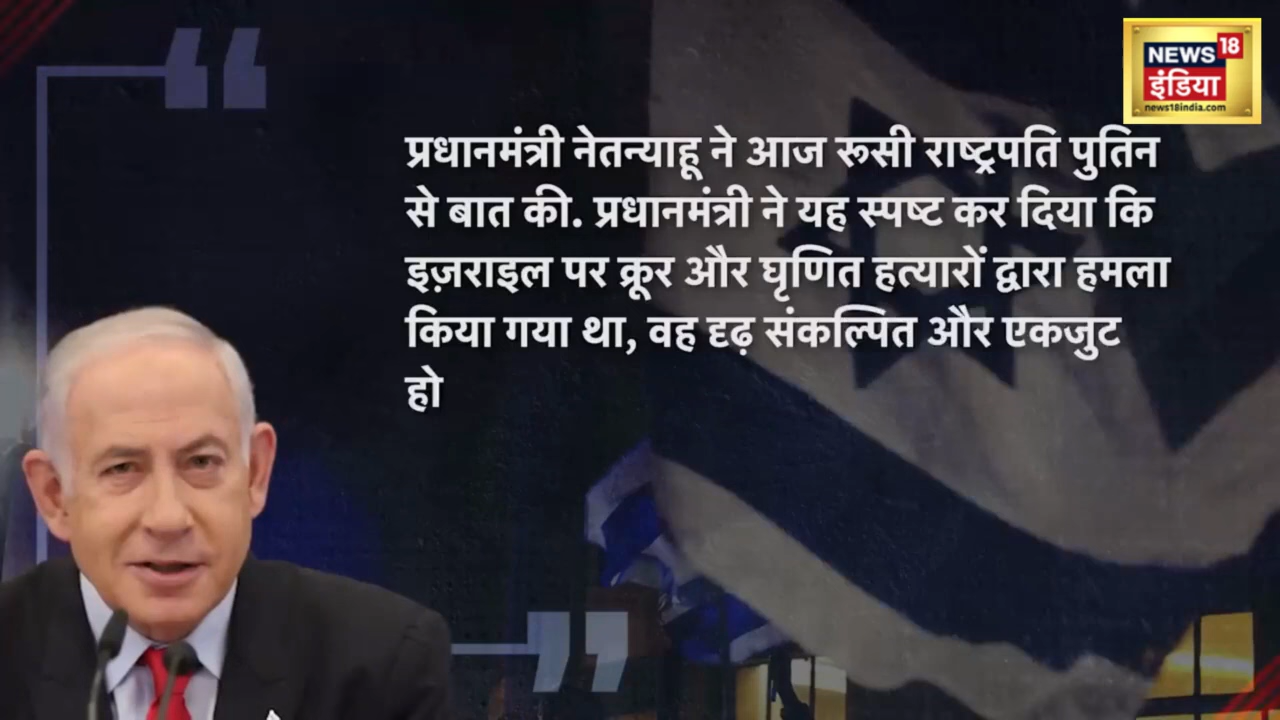 NEWS 18
इंडिया
news18india.com
प्रधानमंत्री नेतन्याहू ने आज रूसी राष्ट्रपति पुतिन
से बात की. प्रधानमंत्री ने यह स्पष्ट कर दिया कि
इज़राइल पर क्रूर और घृणित हत्यारों द्वारा हमला
किया गया था, वह दृढ़ संकल्पित और एकजुट
हो